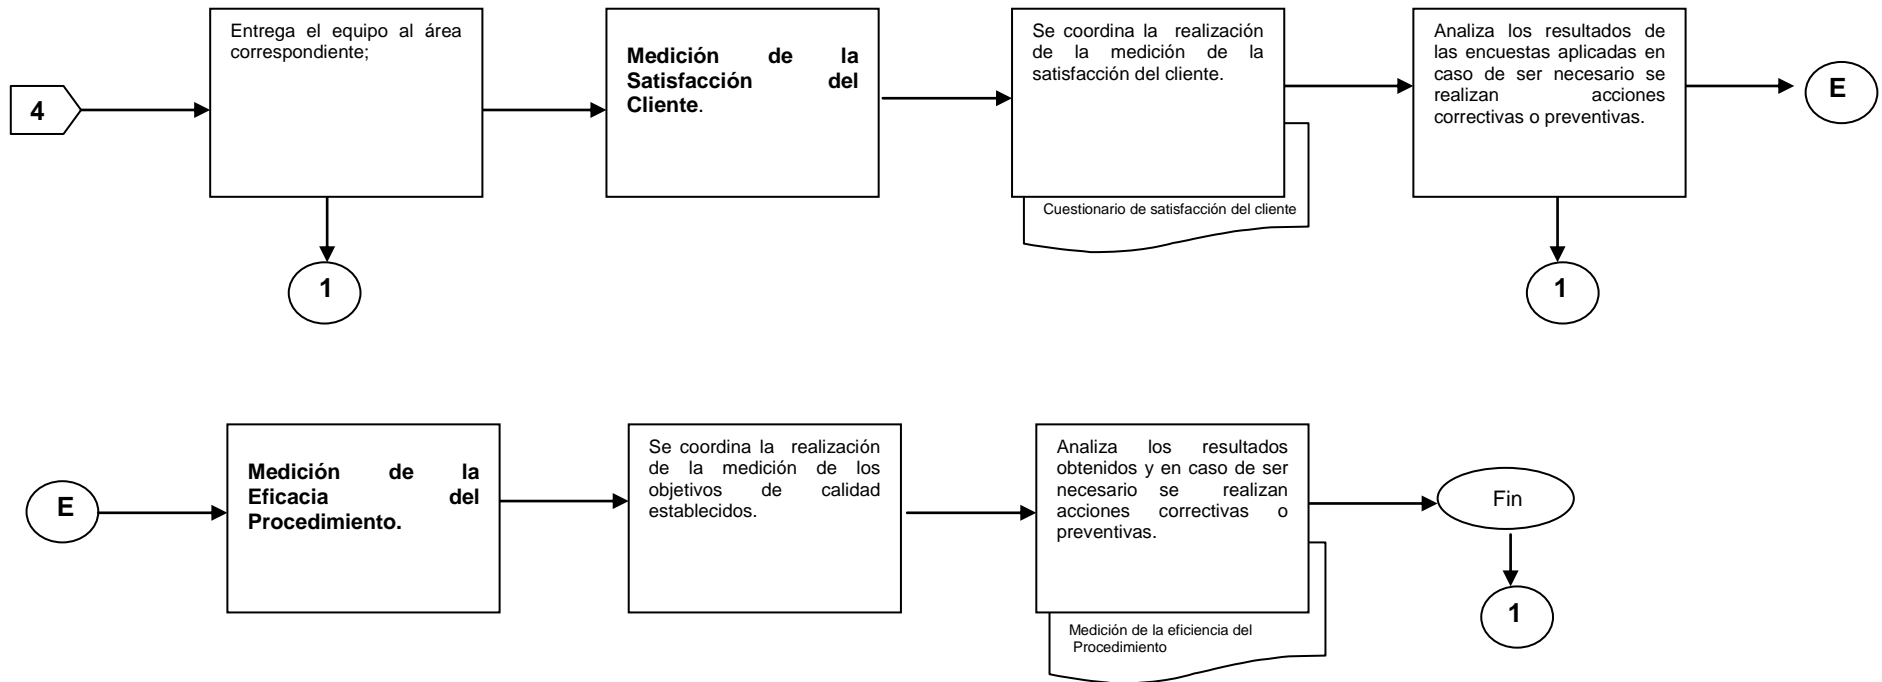 4
Entrega el equipo al área
correspondiente;
Medición de la
Satisfacción del
Cliente.
Se coordina la realización
de la medición de la
satisfacción del cliente.
Cuestionario de satisfacción del cliente
Analiza los resultados de
las encuestas aplicadas en
caso de ser necesario se
realizan acciones
correctivas o preventivas.
E
1
1
E
Medición de la
Eficacia del
Procedimiento.
Se coordina la realización
de la medición de los
objetivos de calidad
establecidos.
Analiza los resultados
obtenidos y en caso de ser
necesario se realizan
acciones correctivas o
preventivas.
Medición de la eficiencia del
Procedimiento
Fin
1